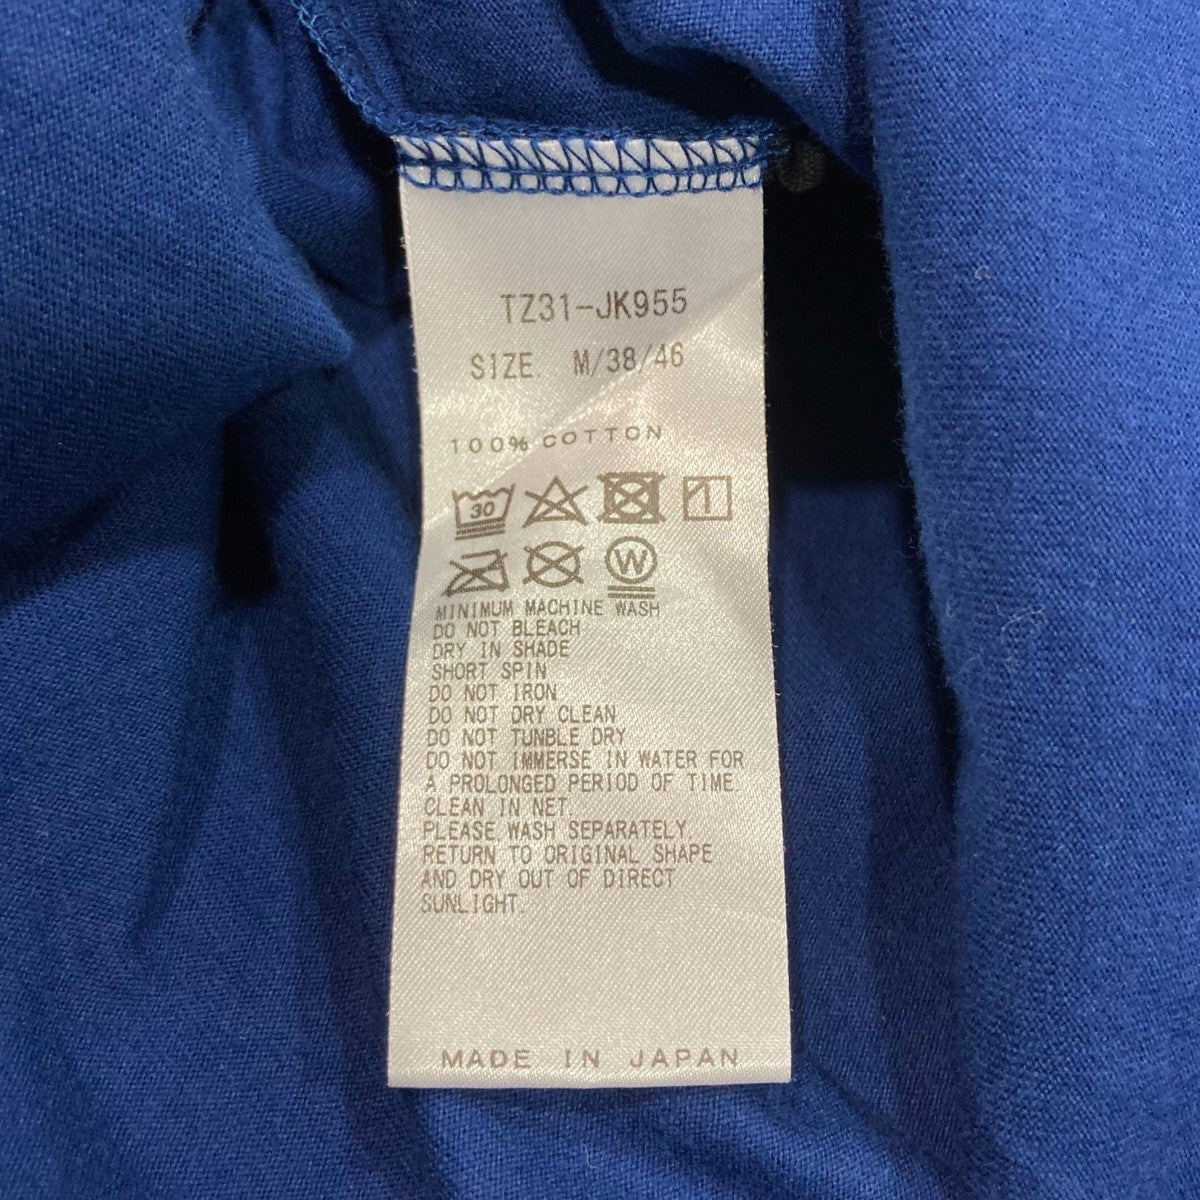 TZ31-JK955
SIZE. M/38/46
100% COTTON
30
W
MINIMUM MACHINE WASH
DO NOT BLEACH
DRY IN SHADE
SHORT SPIN
DO NOT IRON
DO NOT DRY CLEAN
DO NOT TUNBLE DRY
DO NOT IMMERSE IN WATER FOR
A PROLONGED PERIOD OF TIME.
CLEAN IN NET.
PLEASE WASH SEPARATELY.
RETURN TO ORIGINAL SHAPE
AND DRY OUT OF DIRECT
SUNLIGHT.
MADE IN JAPAN